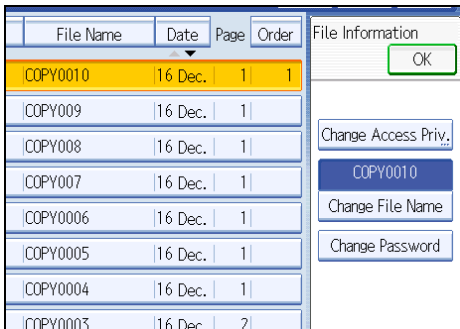 File Name Date Page Order
COPY0010 16 Dec. 1 1
COPY009 16 Dec. 1
COPY008 16 Dec. 1
COPY007 16 Dec. 1
COPY0006 16 Dec. 1
COPY0005 16 Dec. 1
COPY0004 16 Dec. 1
COPY0003 16 Dec. 2
File Information
OK
Change Access Priv.
COPY0010
Change File Name
Change Password